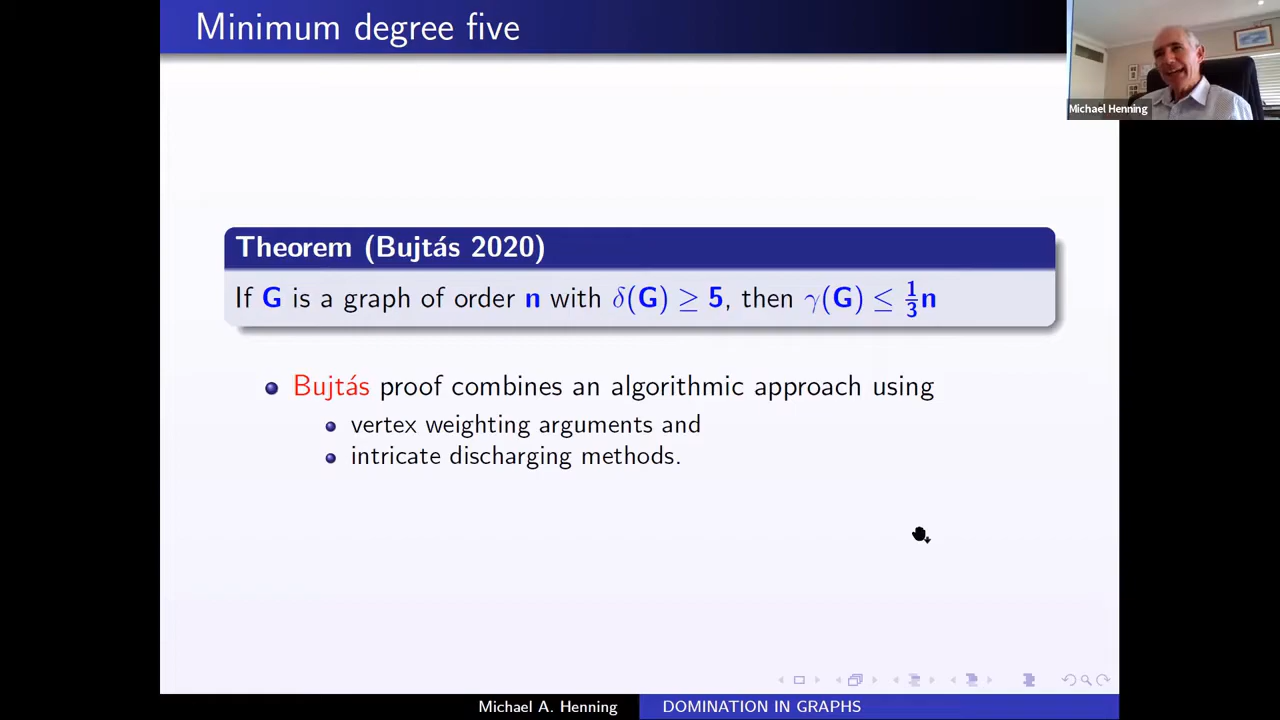 Minimum degree five
Michael Henning
Theorem (Bujtás 2020)
If G is a graph of order n with δ(G) ≥ 5, then γ(G) ≤ 1/3 n
Bujtás proof combines an algorithmic approach using
vertex weighting arguments and
intricate discharging methods.
Michael A. Henning
DOMINATION IN GRAPHS